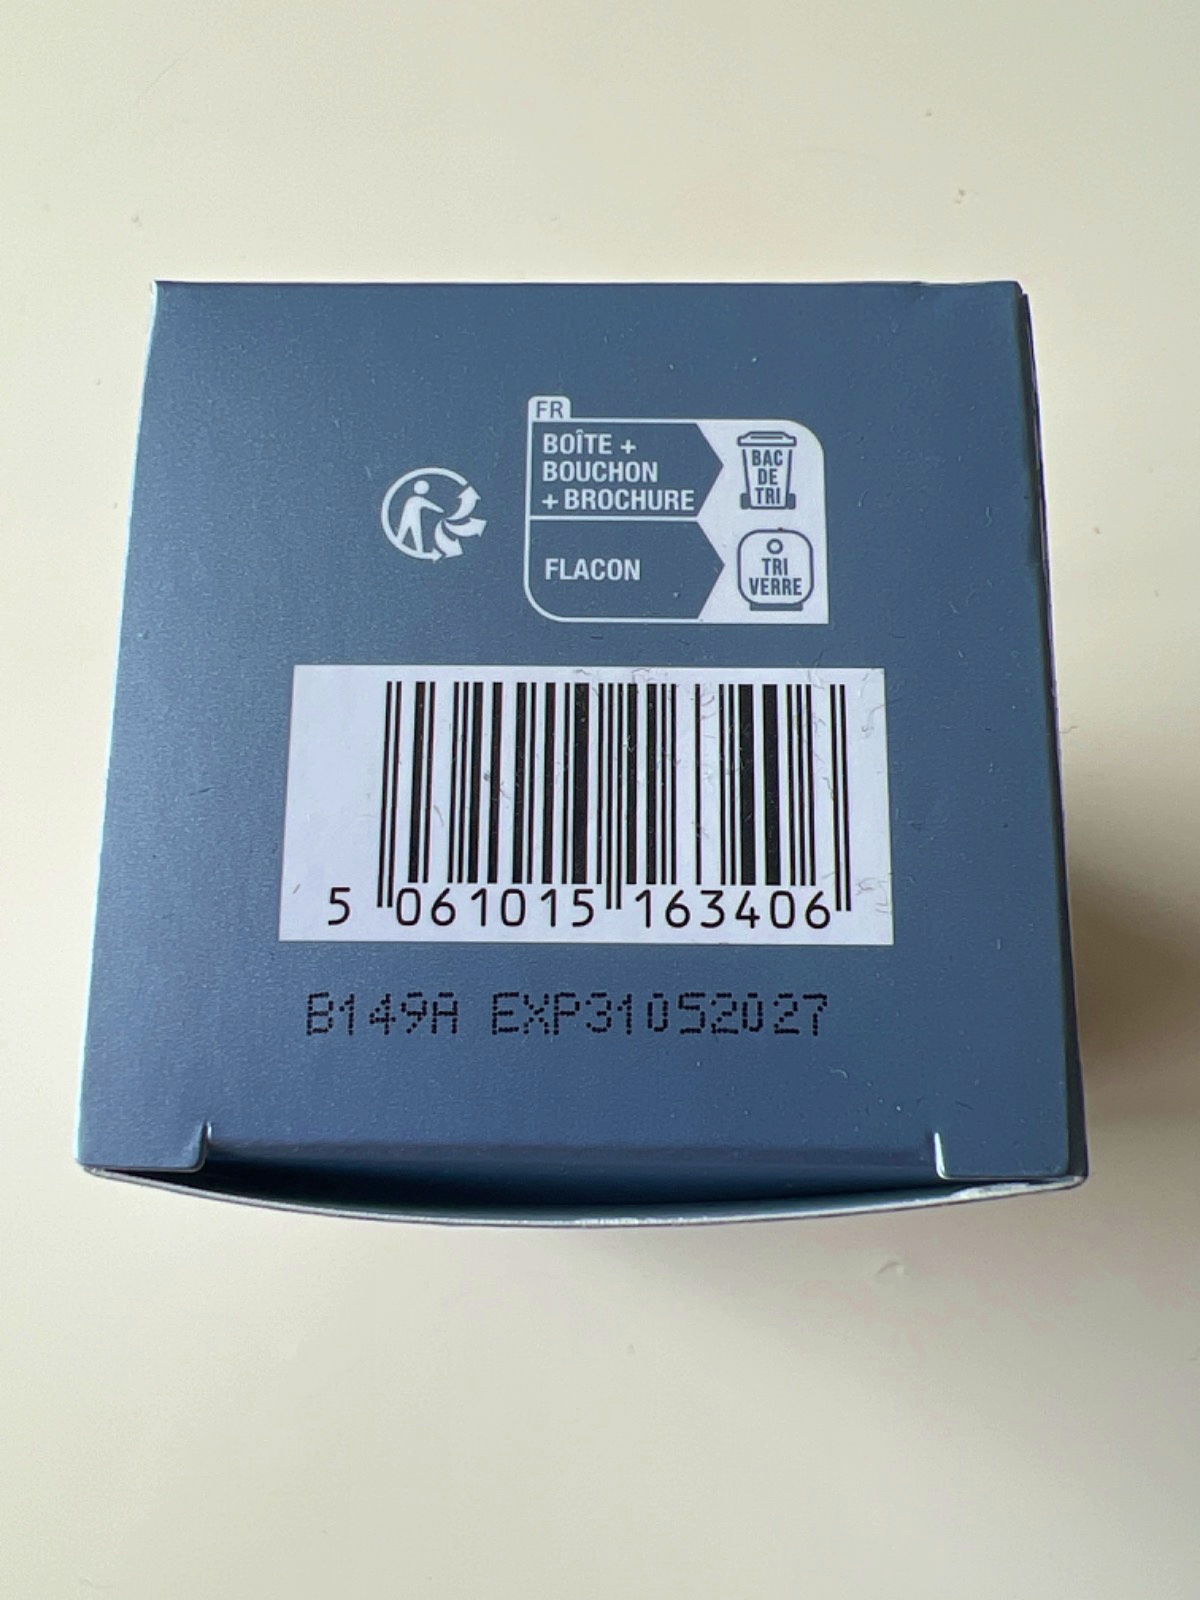 FR
BOÎTE +
BOUCHON
+ BROCHURE
BAC
DE
TRI
FLACON
TRI
VERRE
5 061015 163406
B149A EXP31052027